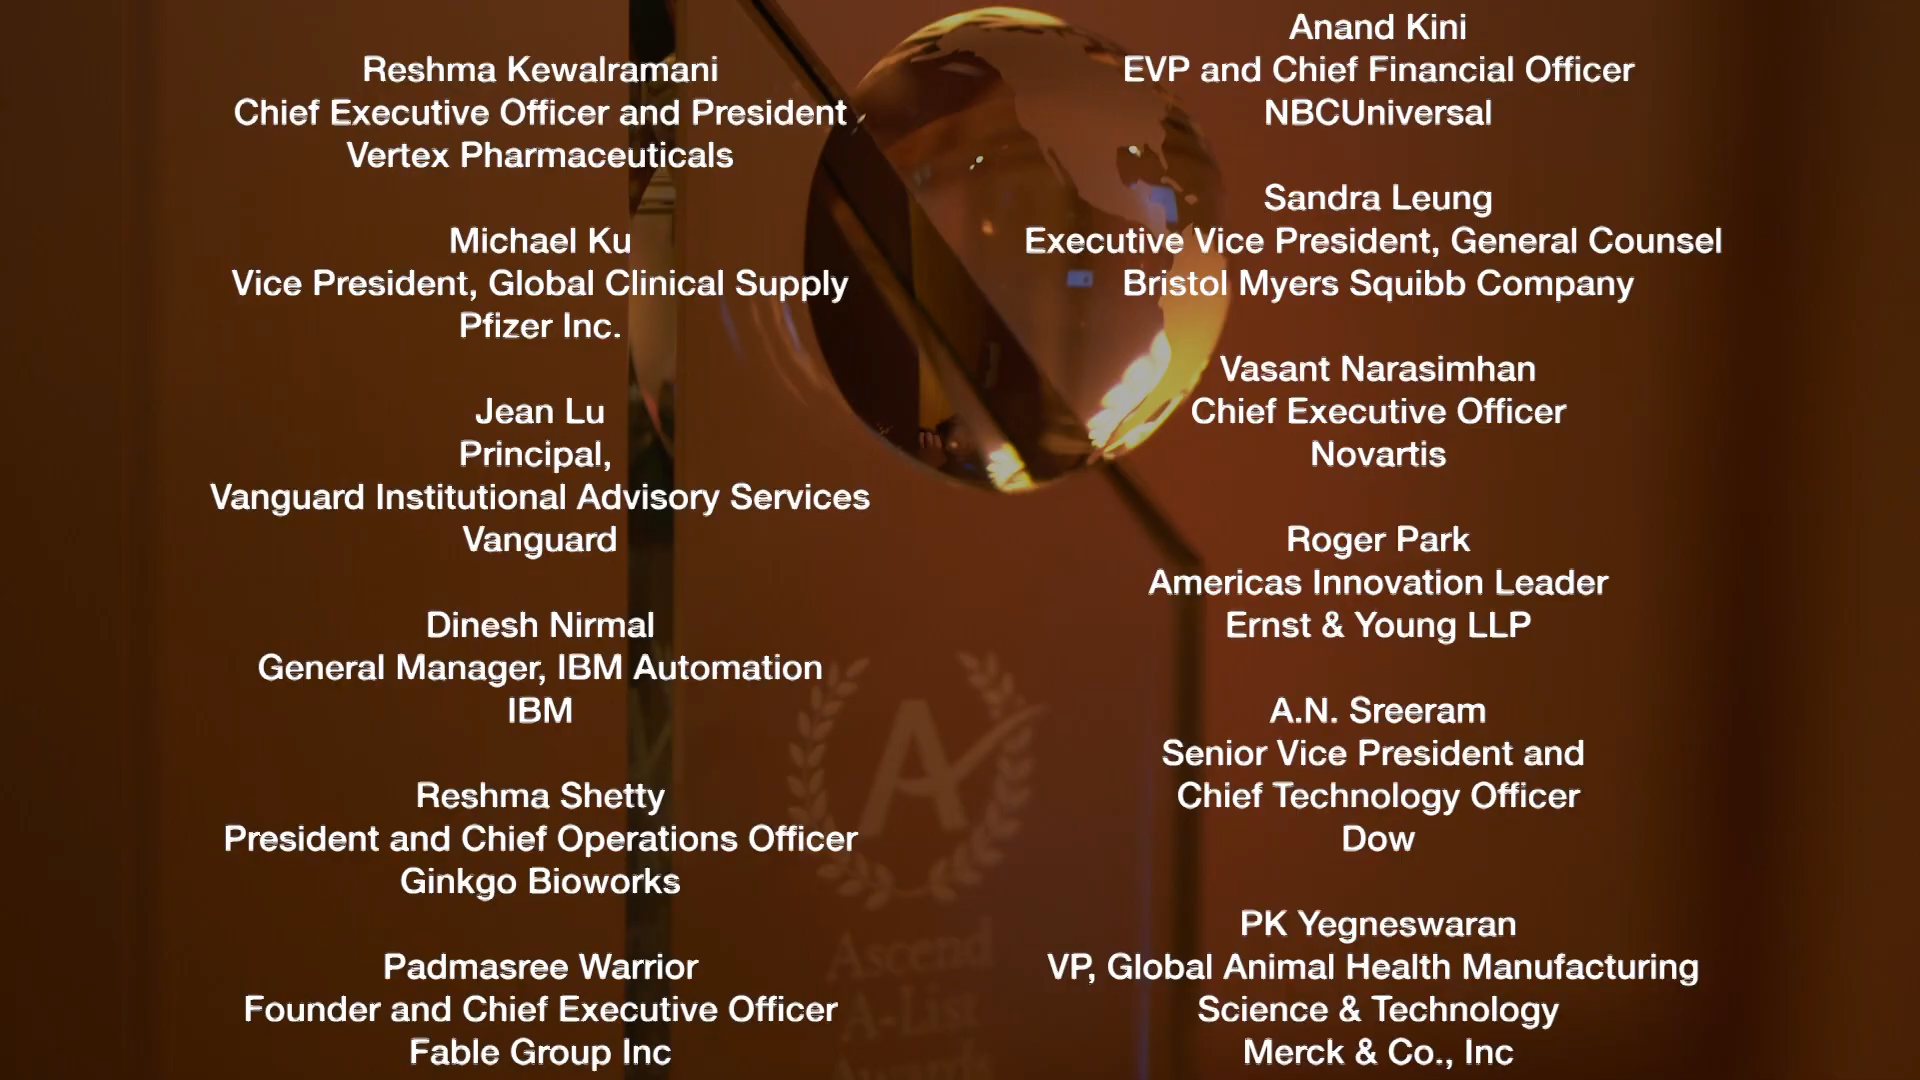 Reshma Kewalramani
Chief Executive Officer and President
Vertex Pharmaceuticals
Michael Ku
Vice President, Global Clinical Supply
Pfizer Inc.
Jean Lu
Principal,
Vanguard Institutional Advisory Services
Vanguard
Dinesh Nirmal
General Manager, IBM Automation
IBM
Reshma Shetty
President and Chief Operations Officer
Ginkgo Bioworks
Padmasree Warrior
Founder and Chief Executive Officer
Fable Group Inc
Anand Kini
EVP and Chief Financial Officer
NBCUniversal
Sandra Leung
Executive Vice President, General Counsel
Bristol Myers Squibb Company
Vasant Narasimhan
Chief Executive Officer
Novartis
Roger Park
Americas Innovation Leader
Ernst & Young LLP
A.N. Sreeram
Senior Vice President and
Chief Technology Officer
Dow
PK Yegneswaran
VP, Global Animal Health Manufacturing
Science & Technology
Merck & Co., Inc
A
Ascend
A-List
Awards